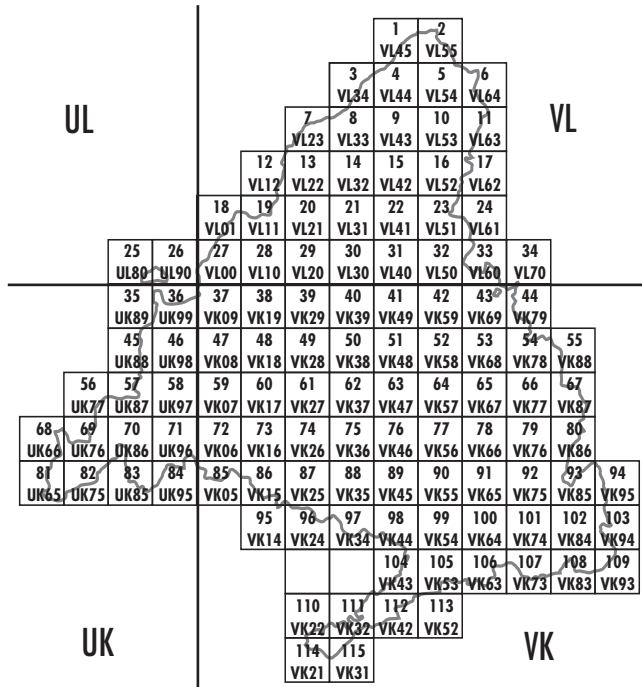 1 2
VL45 VL55
3 4 5 6
VL34 VL44 VL54 VL64
UL VL
7 8 9 10 11
VL23 VL33 VL43 VL53 VL63
12 13 14 15 16 17
VL12 VL22 VL32 VL42 VL52 VL62
18 19 20 21 22 23 24
VL01 VL11 VL21 VL31 VL41 VL51 VL61
25 26 27 28 29 30 31 32 33 34
UL80 UL90 VL00 VL10 VL20 VL30 VL40 VL50 VL60 VL70
35 36 37 38 39 40 41 42 43 44
UK89 UK99 VK09 VK19 VK29 VK39 VK49 VK59 VK69 VK79
45 46 47 48 49 50 51 52 53 54 55
UK88 UK98 VK08 VK18 VK28 VK38 VK48 VK58 VK68 VK78 VK88
56 57 58 59 60 61 62 63 64 65 66 67
UK77 UK87 UK97 VK07 VK17 VK27 VK37 VK47 VK57 VK67 VK77 VK87
68 69 70 71 72 73 74 75 76 77 78 79 80
UK66 UK76 UK86 UK96 VK06 VK16 VK26 VK36 VK46 VK56 VK66 VK76 VK86
81 82 83 84 85 86 87 88 89 90 91 92 93 94
UK65 UK75 UK85 UK95 VK05 VK15 VK25 VK35 VK45 VK55 VK65 VK75 VK85 VK95
95 96 97 98 99 100 101 102 103
VK14 VK24 VK34 VK44 VK54 VK64 VK74 VK84 VK94
104 105 106 107 108 109
VK43 VK53 VK63 VK73 VK83 VK93
110 111 112 113
VK22 VK32 VK42 VK52
UK VK
114 115
VK21 VK31